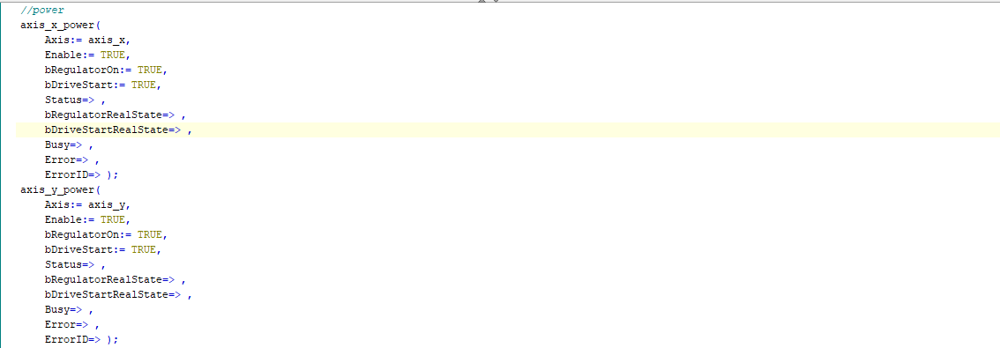 //power
axis_x_power(
Axis:= axis_x,
Enable:= TRUE,
bRegulatorOn:= TRUE,
bDriveStart:= TRUE,
Status=> ,
bRegulatorRealState=> ,
bDriveStartRealState=> ,
Busy=> ,
Error=> ,
ErrorID=> );
axis_y_power(
Axis:= axis_y,
Enable:= TRUE,
bRegulatorOn:= TRUE,
bDriveStart:= TRUE,
Status=> ,
bRegulatorRealState=> ,
bDriveStartRealState=> ,
Busy=> ,
Error=> ,
ErrorID=> );